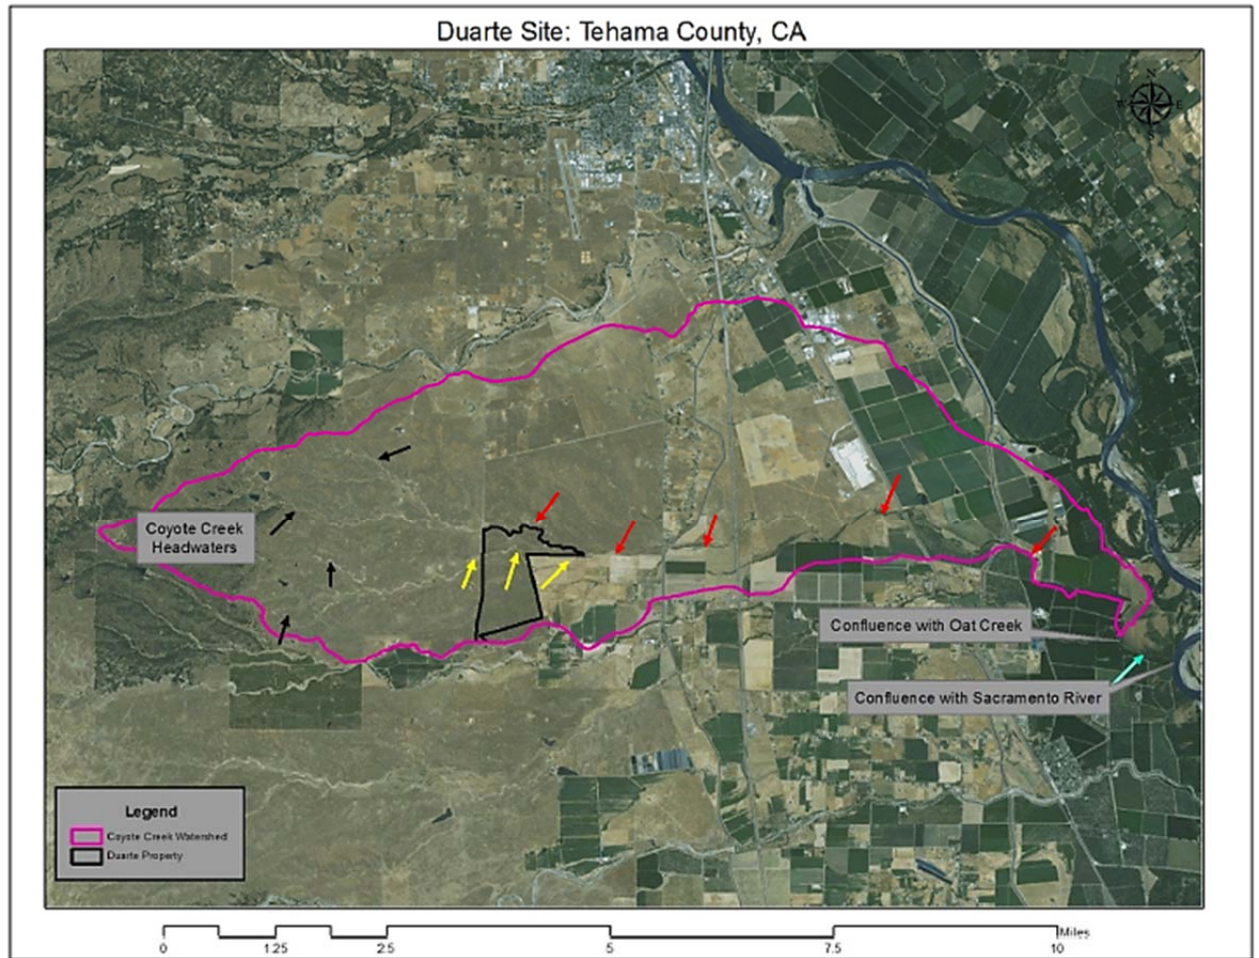 Duarte Site: Tehama County, CA
N
W E
S
Coyote Creek
Headwaters
Confluence with Oat Creek
Confluence with Sacramento River
Legend
Coyote Creek Watershed
Duarte Property
Miles
0 1.25 2.5 5 7.5 10